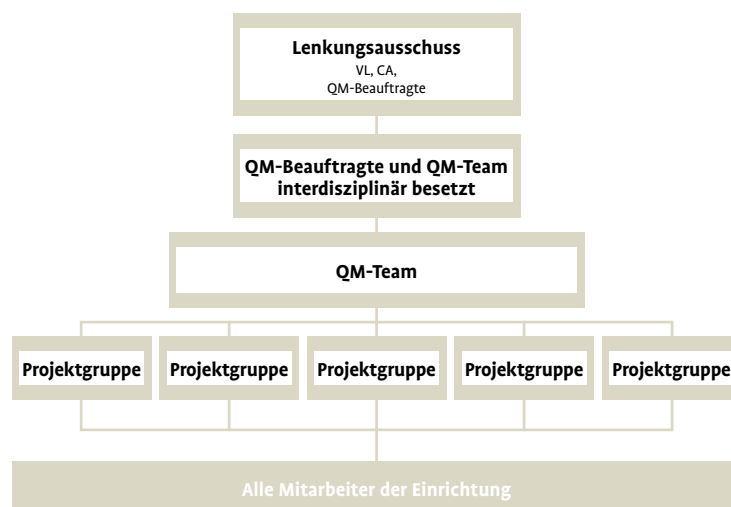 Lenkungsausschuss
VL, CA,
QM-Beauftragte
QM-Beauftragte und QM-Team
interdisziplinär besetzt
QM-Team
Projektgruppe
Projektgruppe
Projektgruppe
Projektgruppe
Projektgruppe
Alle Mitarbeiter der Einrichtung